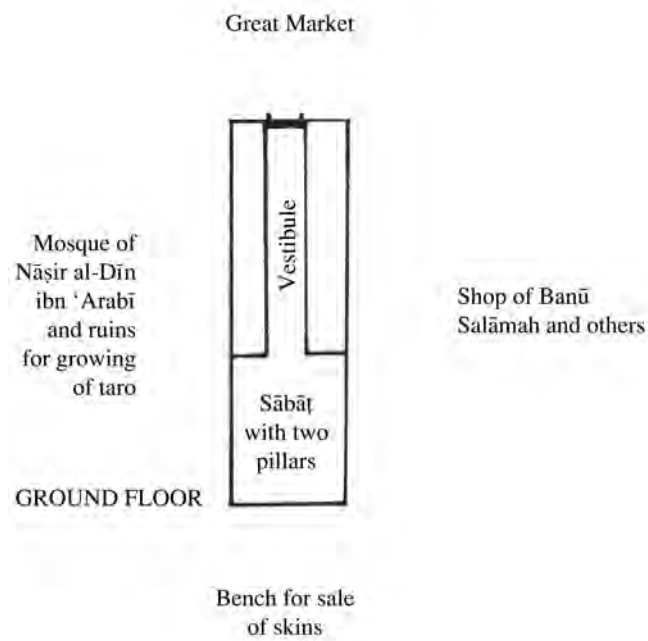 Great Market
Vestibule
Mosque of
Nāṣir al-Dīn
ibn ʻArabī
and ruins
for growing
of taro
Shop of Banū
Salāmah and others
Sābāṭ
with two
pillars
GROUND FLOOR
Bench for sale
of skins